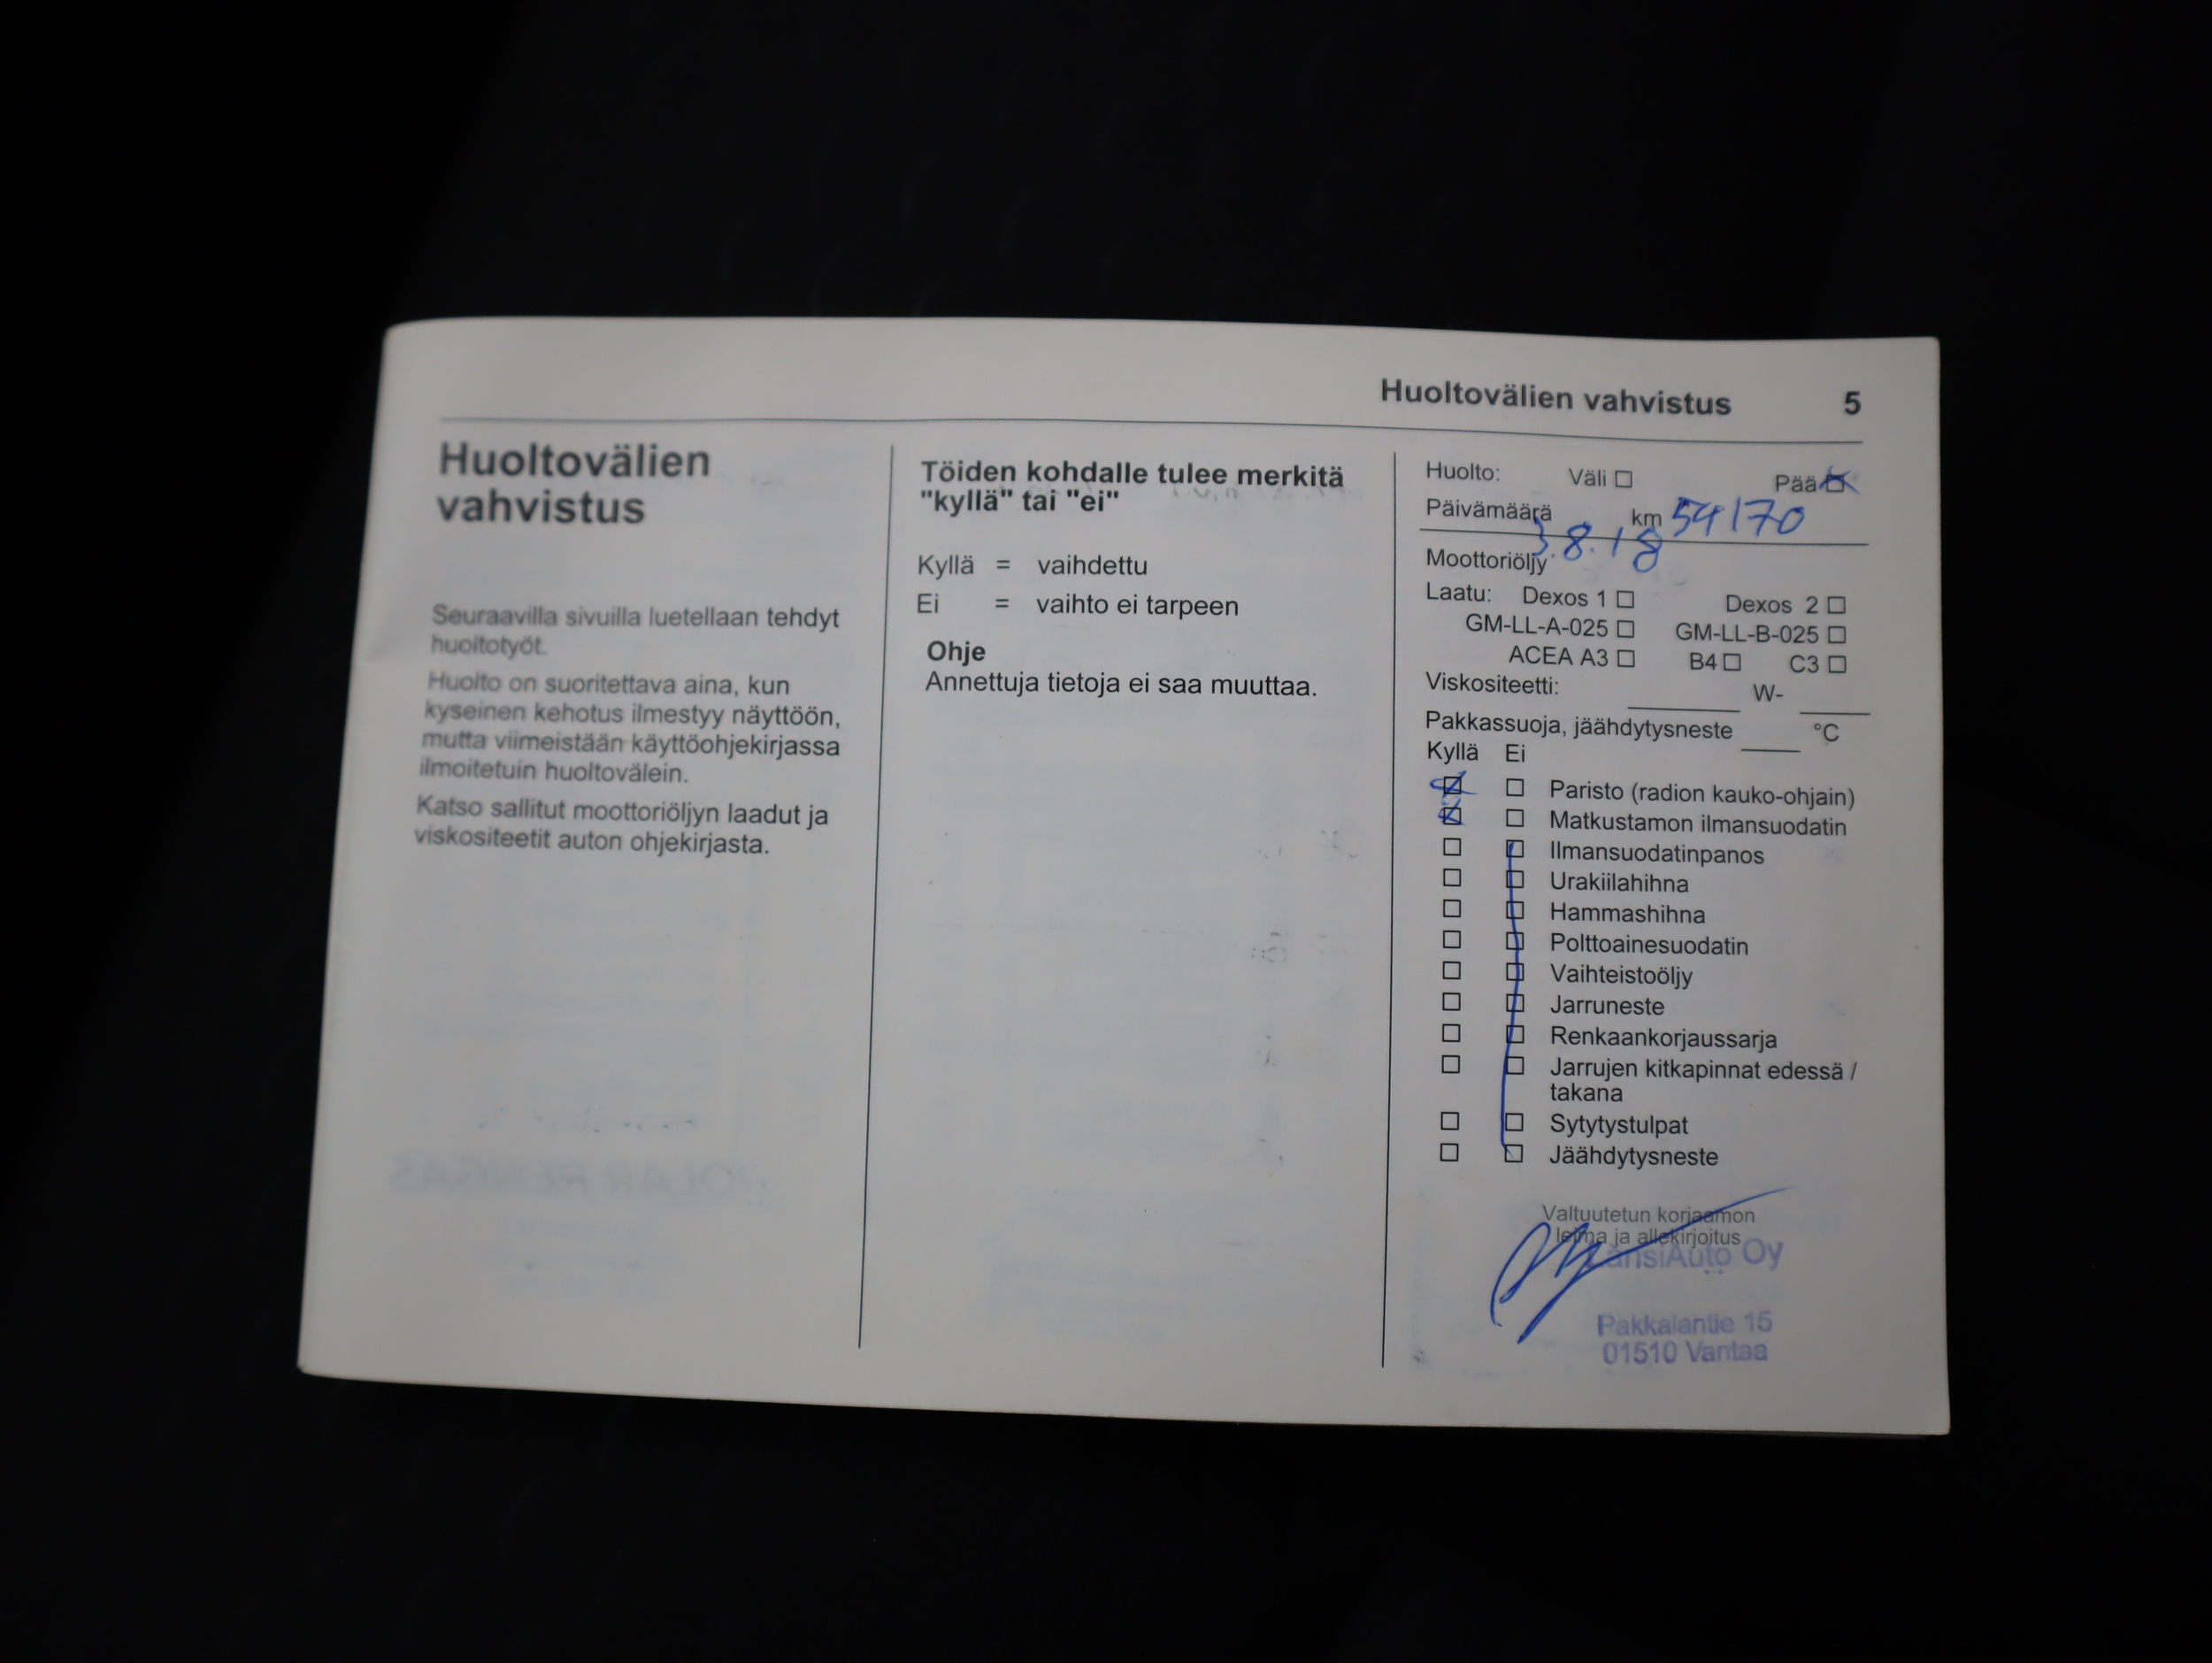 Huoltovälien vahvistus 5
Huoltovälien
vahvistus
Seuraavilla sivuilla luetellaan tehdyt
huoltotyöt.
Huolto on suoritettava aina, kun
kyseinen kehotus ilmestyy näyttöön,
mutta viimeistään käyttöohjekirjassa
ilmoitetuin huoltovälein.
Katso sallitut moottoriöljyn laadut ja
viskositeetit auton ohjekirjasta.
Töiden kohdalle tulee merkitä
"kyllä" tai "ei"
Kyllä = vaihdettu
Ei = vaihto ei tarpeen
Ohje
Annettuja tietoja ei saa muuttaa.
Huolto: Väli ☐ Pää ☒
Päivämäärä 3.8.18 km 54170
Moottoriöljy
Laatu: Dexos 1 ☐ Dexos 2 ☐
GM-LL-A-025 ☐ GM-LL-B-025 ☐
ACEA A3 ☐ B4 ☐ C3 ☐
Viskositeetti: ____ W- ____
Pakkassuoja, jäähdytysneste ____ °C
Kyllä Ei
Paristo (radion kauko-ohjain)
Matkustamon ilmansuodatin
Ilmansuodatinpanos
Urakiilahihna
Hammashihna
Polttoainesuodatin
Vaihteistoöljy
Jarruneste
Renkaankorjaussarja
Jarrujen kitkapinnat edessä /
takana
Sytytystulpat
Jäähdytysneste
Valtuutetun korjaamon
leima ja allekirjoitus
LänsiAuto Oy
Pakkalantie 15
01510 Vantaa